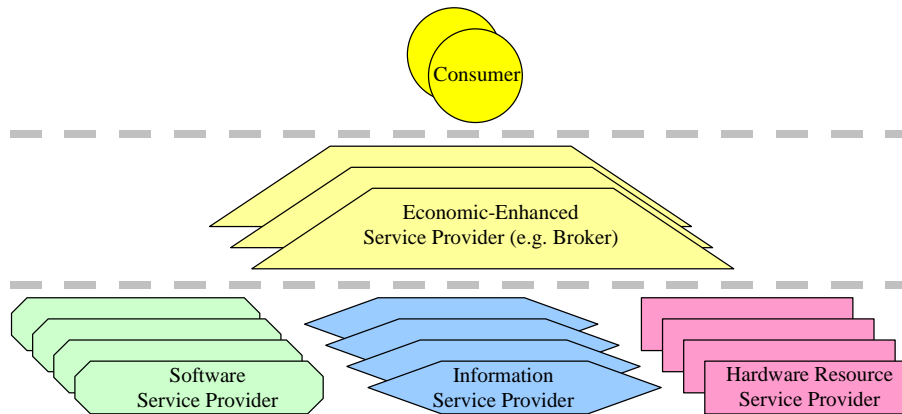 Consumer
Economic-Enhanced
Service Provider (e.g. Broker)
Software
Service Provider
Information
Service Provider
Hardware Resource
Service Provider